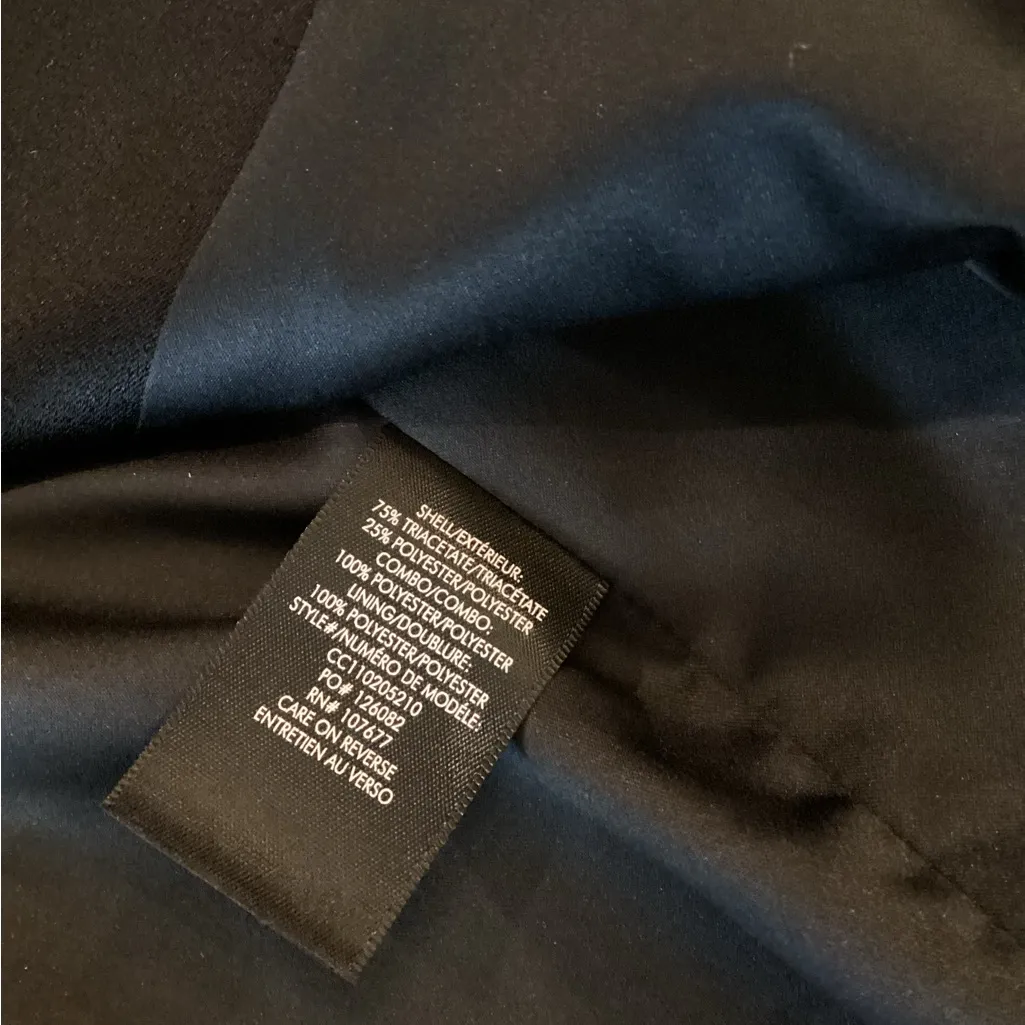 SHELL/EXTÉRIEUR:
75% TRIACETATE/TRIACÉTATE
25% POLYESTER/POLYESTER
COMBO/COMBO:
100% POLYESTER/POLYESTER
LINING/DOUBLURE:
100% POLYESTER/POLYESTER
STYLE#/NUMÉRO DE MODÉLE:
CC110205210
PO# 126082
RN# 107677
CARE ON REVERSE
ENTRETIEN AU VERSO